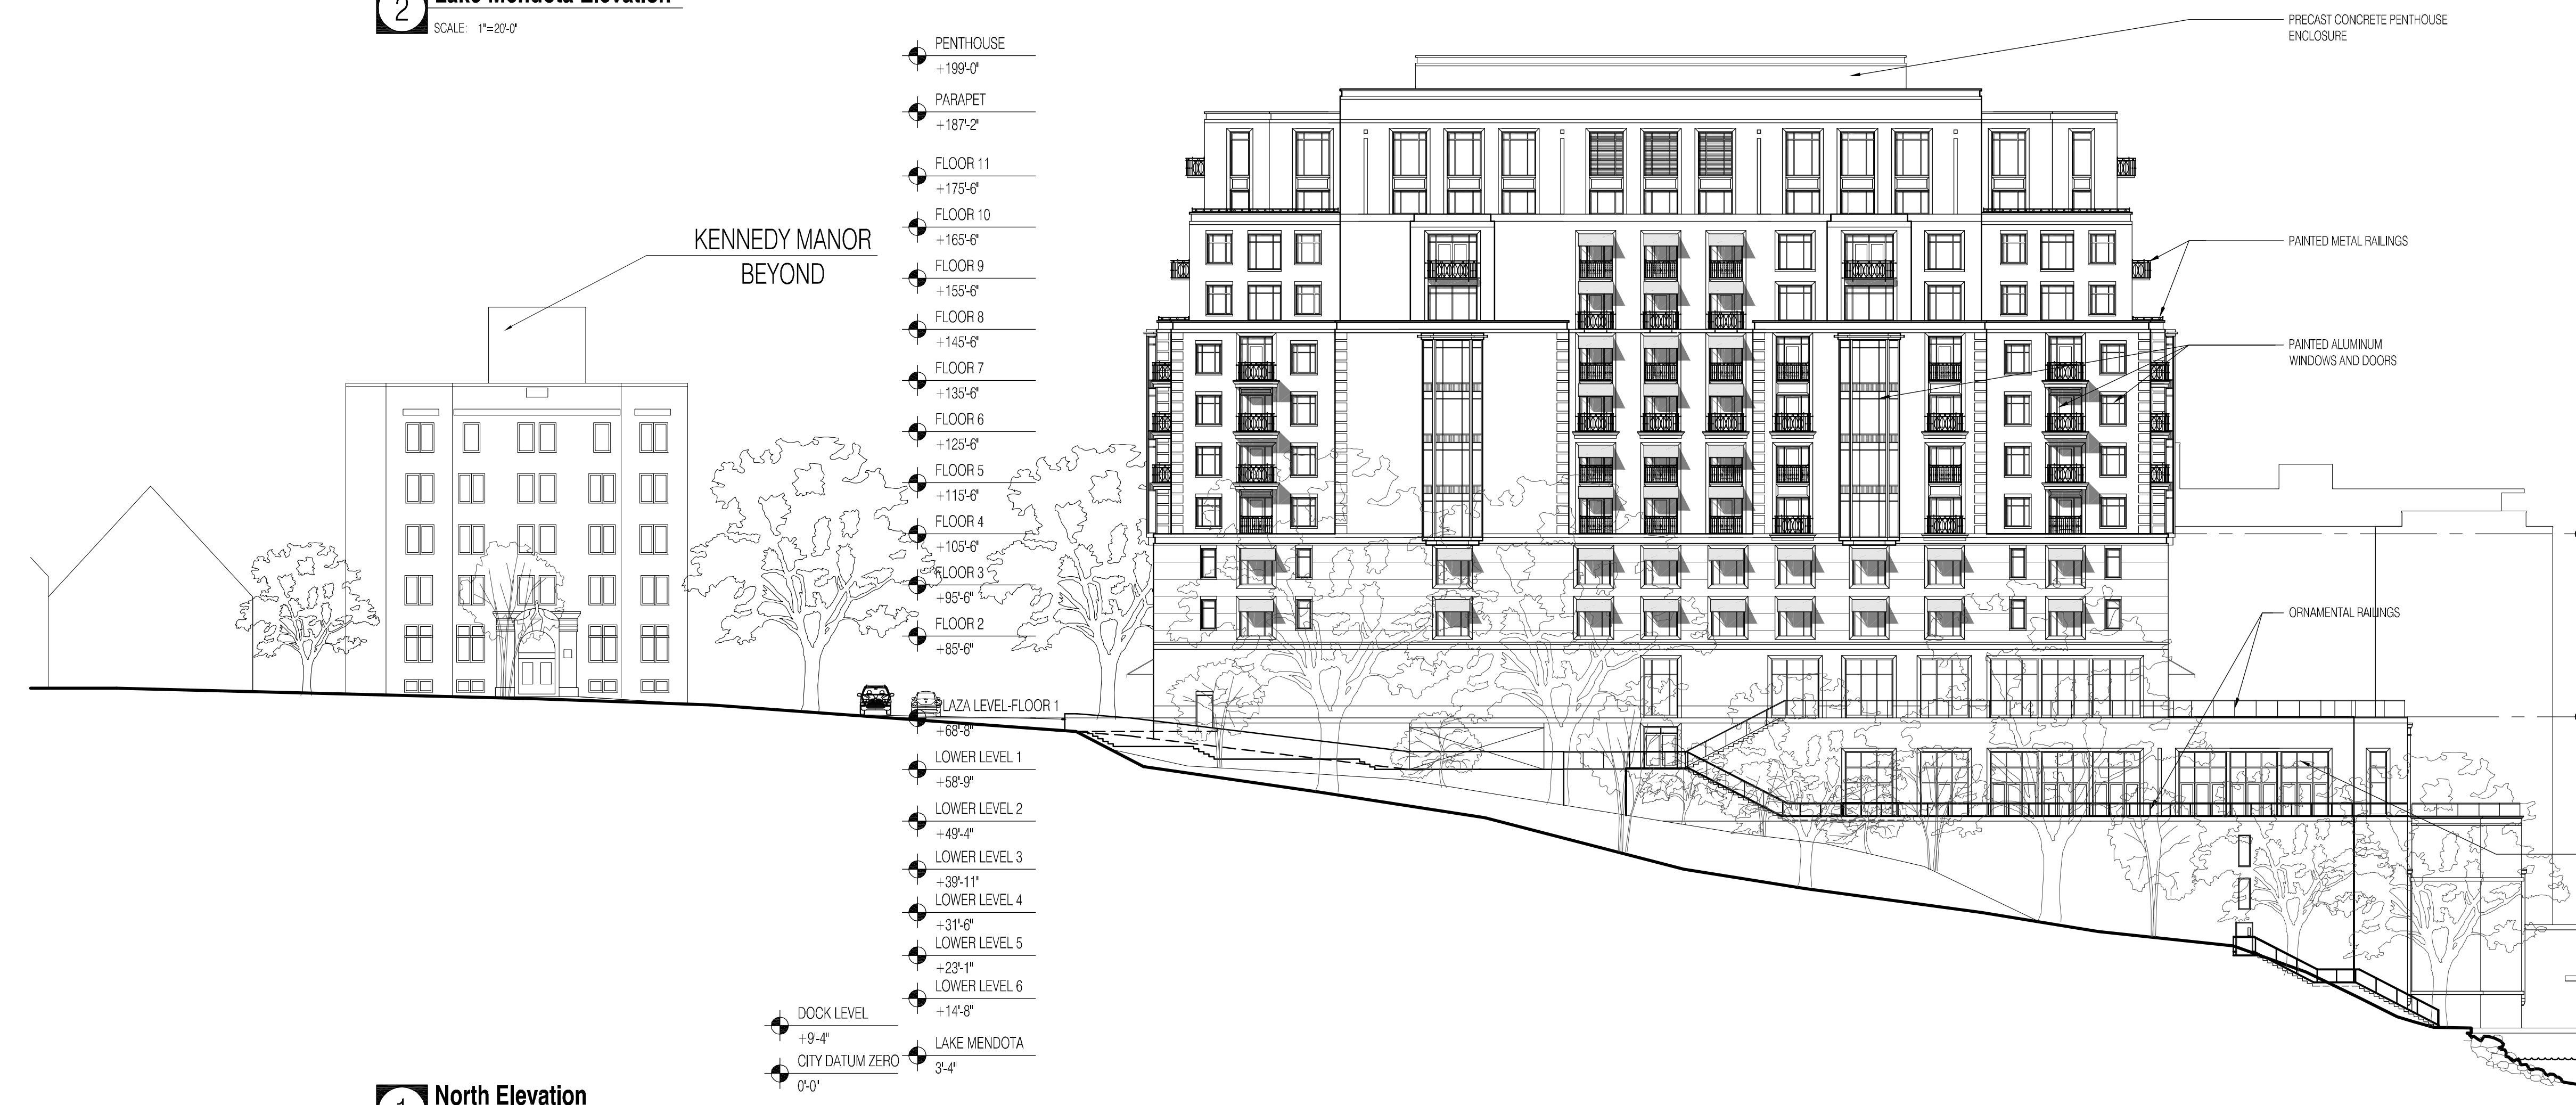 2
Lake Mendota Elevation
SCALE: 1"=20'-0"
PRECAST CONCRETE PENTHOUSE
ENCLOSURE
PENTHOUSE
+199'-0"
PARAPET
+187'-2"
FLOOR 11
+175'-6"
FLOOR 10
+165'-6"
FLOOR 9
+155'-6"
FLOOR 8
+145'-6"
FLOOR 7
+135'-6"
FLOOR 6
+125'-6"
FLOOR 5
+115'-6"
FLOOR 4
+105'-6"
FLOOR 3
+95'-6"
FLOOR 2
+85'-6"
PLAZA LEVEL-FLOOR 1
+68'-8"
LOWER LEVEL 1
+58'-9"
LOWER LEVEL 2
+49'-4"
LOWER LEVEL 3
+39'-11"
LOWER LEVEL 4
+31'-6"
LOWER LEVEL 5
+23'-1"
LOWER LEVEL 6
+14'-8"
DOCK LEVEL
+9'-4"
LAKE MENDOTA
3'-4"
CITY DATUM ZERO
0'-0"
KENNEDY MANOR
BEYOND
PAINTED METAL RAILINGS
PAINTED ALUMINUM
WINDOWS AND DOORS
ORNAMENTAL RAILINGS
1
North Elevation